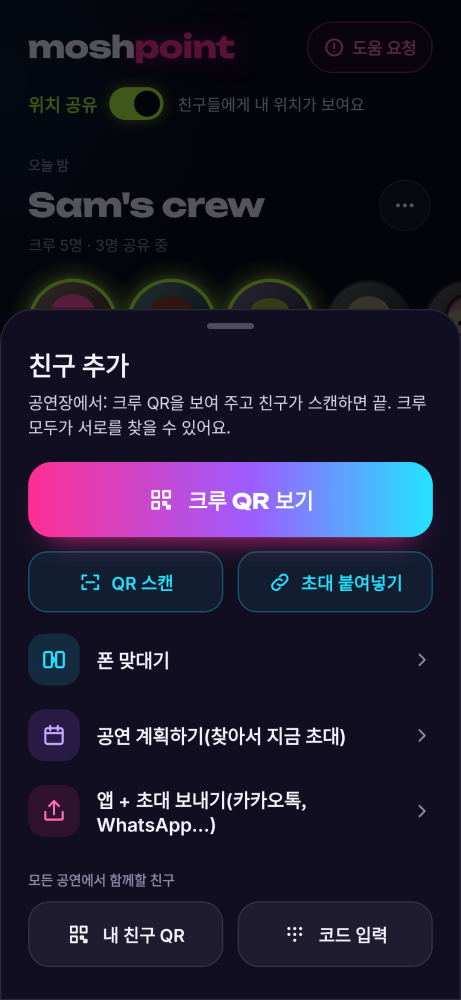 moshpoint
도움 요청
위치 공유
친구들에게 내 위치가 보여요
오늘 밤
Sam's crew
크루 5명 · 3명 공유 중
친구 추가
공연장에서: 크루 QR을 보여 주고 친구가 스캔하면 끝. 크루
모두가 서로를 찾을 수 있어요.
크루 QR 보기
QR 스캔
초대 붙여넣기
폰 맞대기
공연 계획하기(찾아서 지금 초대)
앱 + 초대 보내기(카카오톡,
WhatsApp...)
모든 공연에서 함께할 친구
내 친구 QR
코드 입력